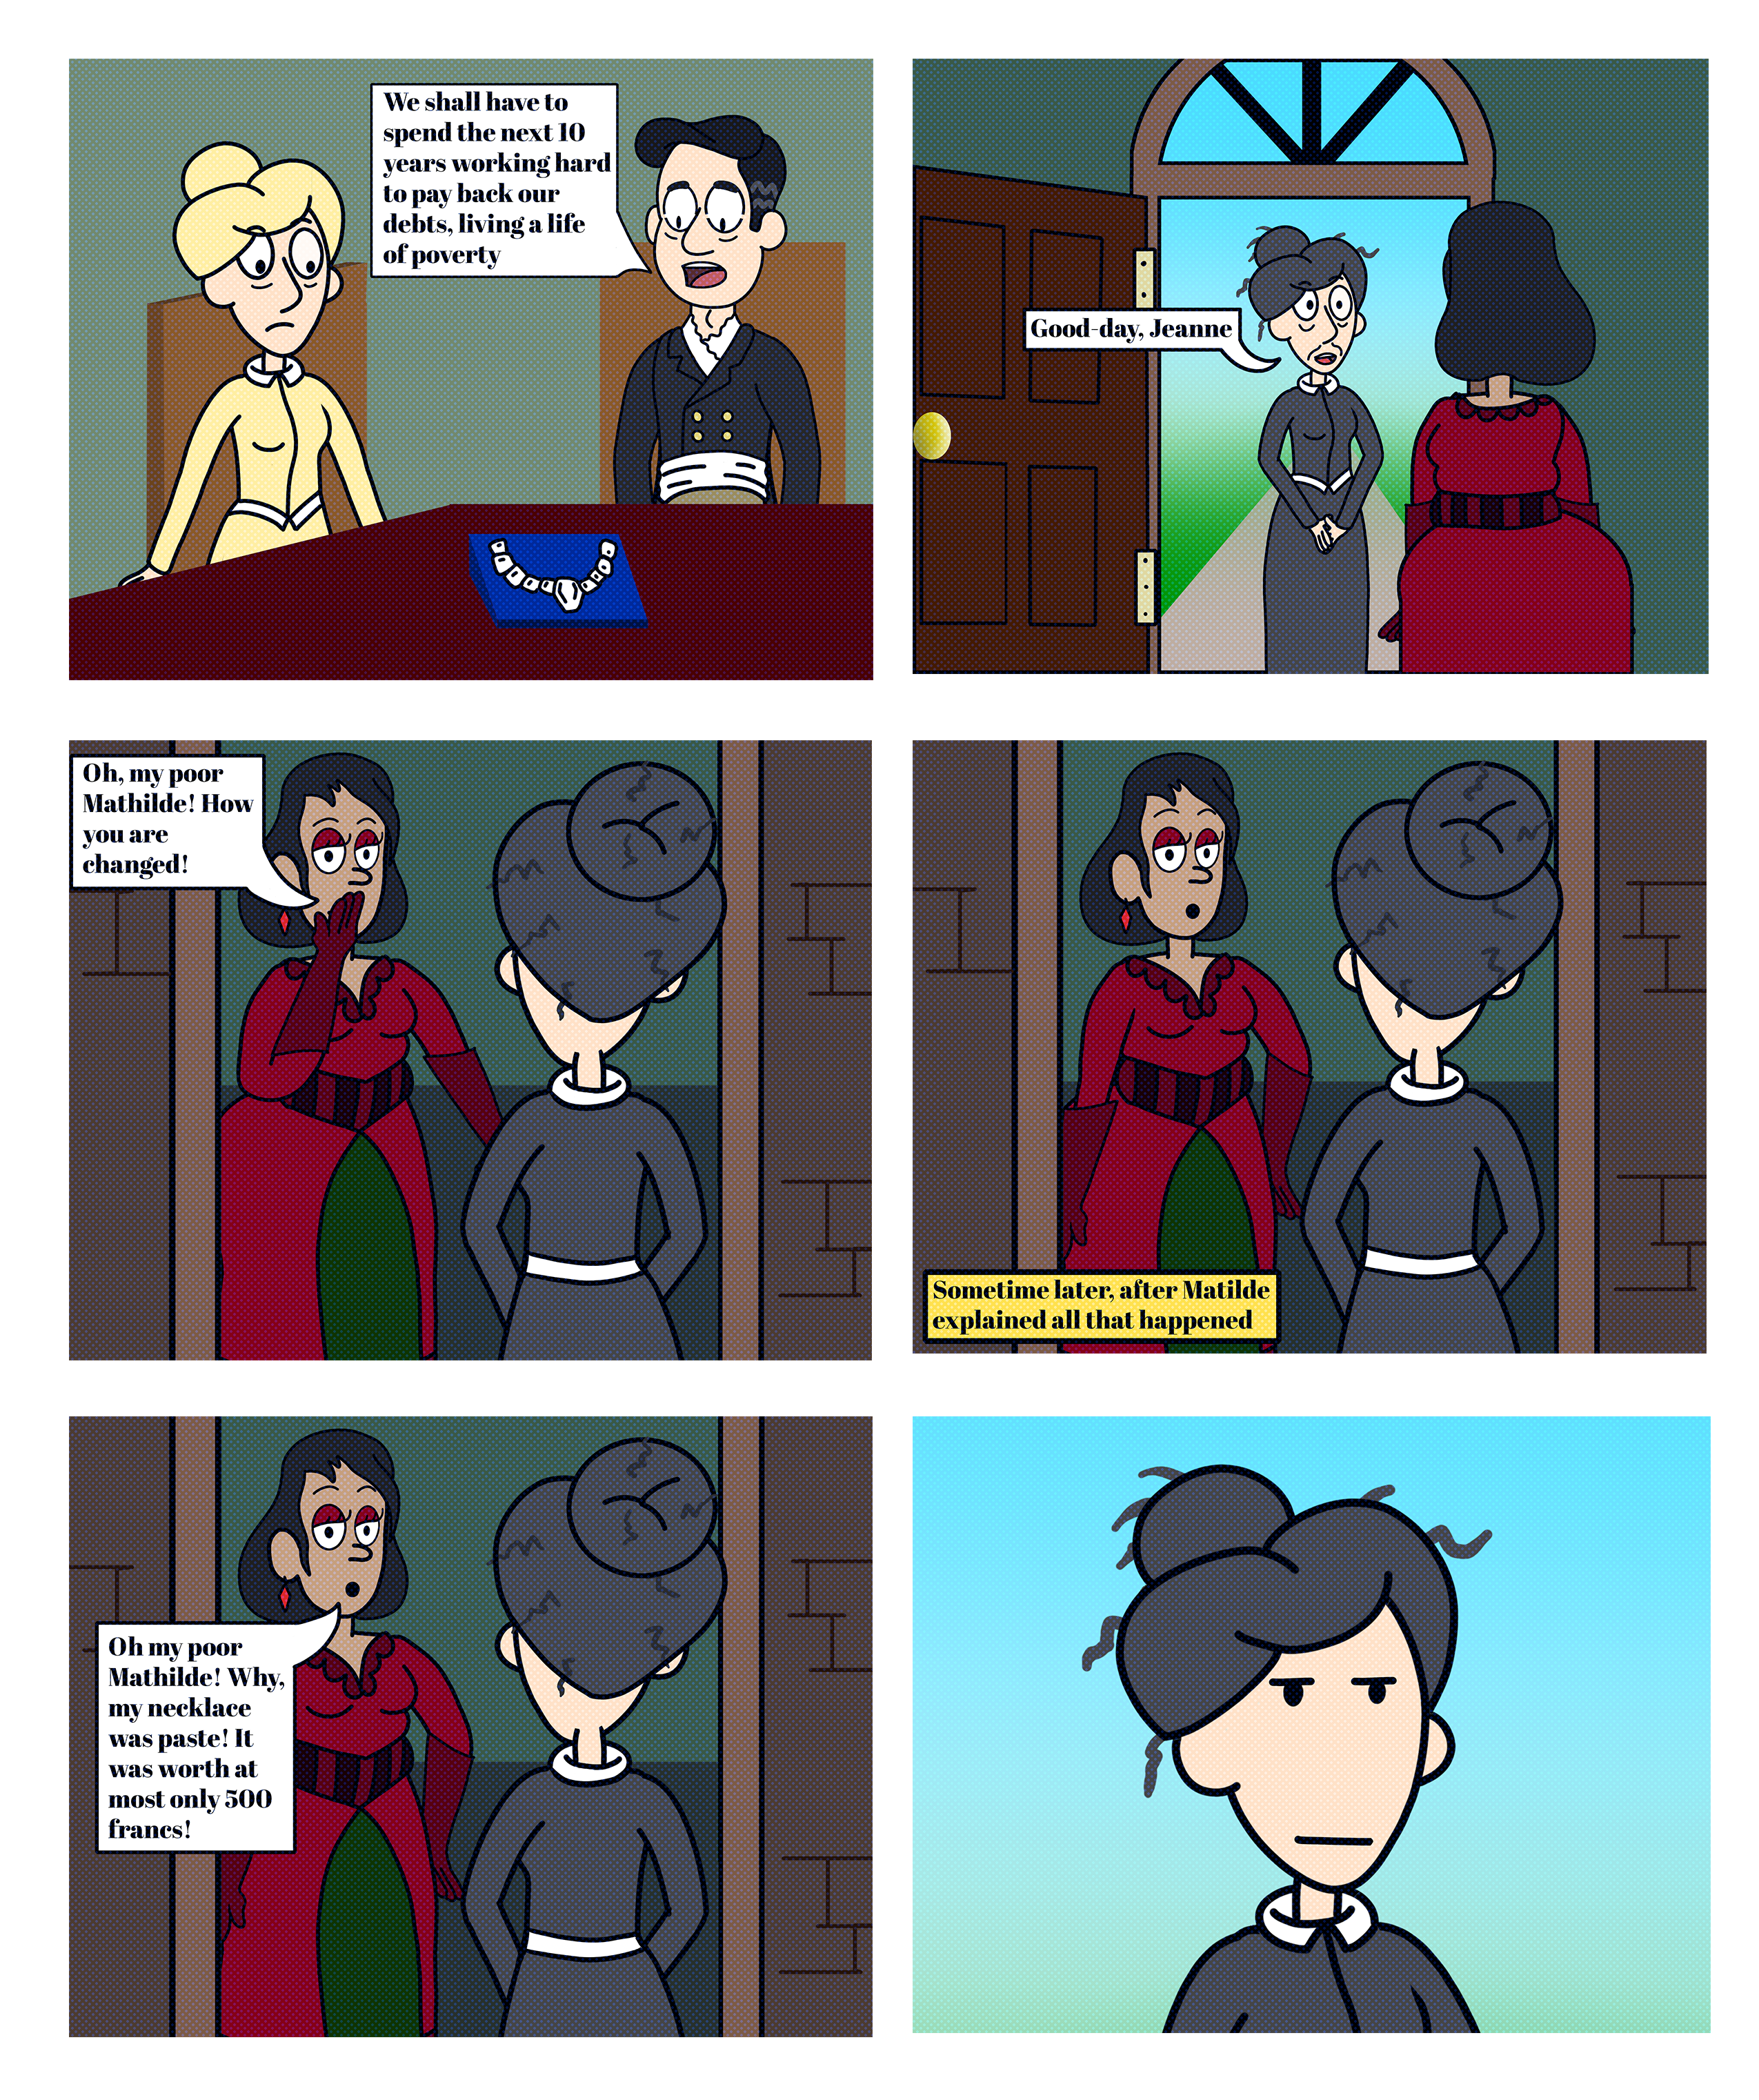 We shall have to
spend the next 10
years working hard
to pay back our
debts, living a life
of poverty
Good-day, Jeanne
Oh, my poor
Mathilde! How
you are
changed!
Sometime later, after Matilde
explained all that happened
Oh my poor
Mathilde! Why,
my necklace
was paste! It
was worth at
most only 500
francs!